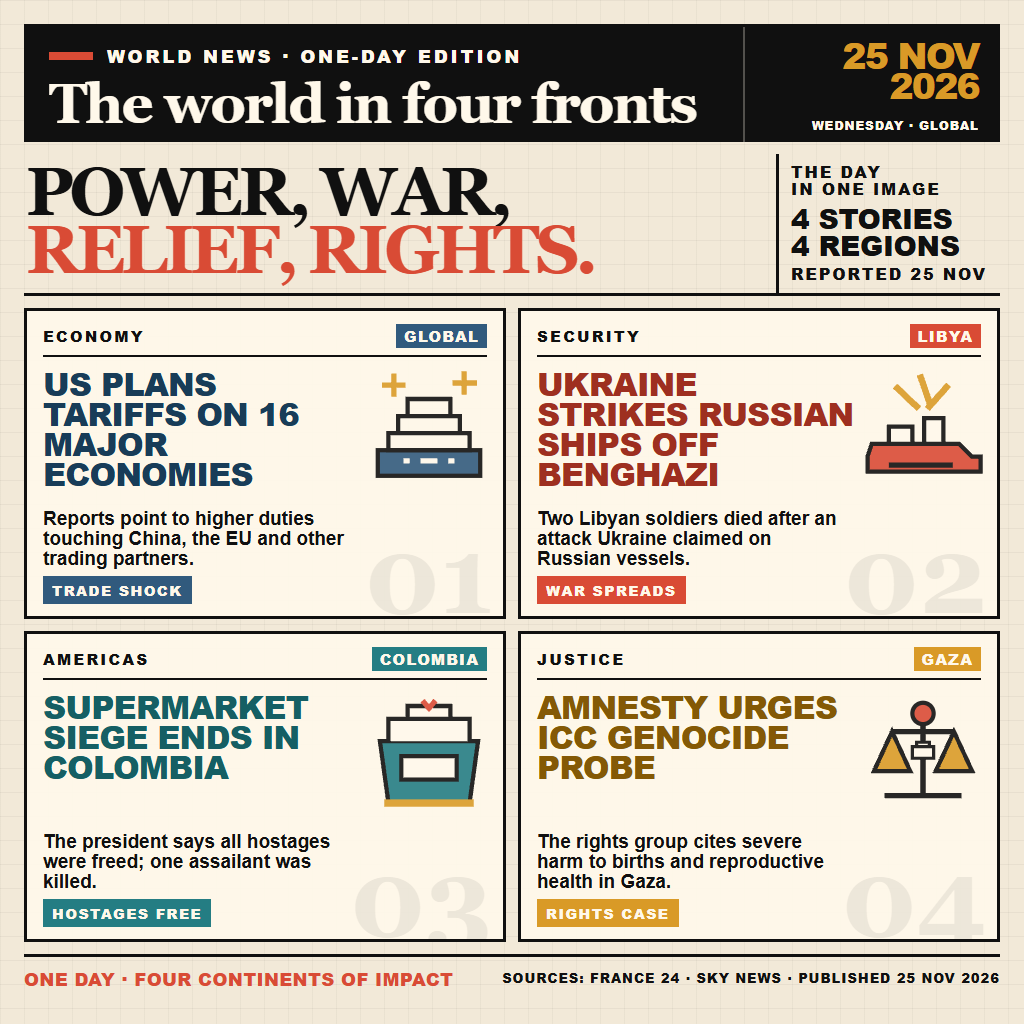 WORLD NEWS · ONE-DAY EDITION
The world in four fronts
25 NOV
2026
WEDNESDAY · GLOBAL
POWER, WAR,
RELIEF, RIGHTS.
THE DAY
IN ONE IMAGE
4 STORIES
4 REGIONS
REPORTED 25 NOV
ECONOMY
GLOBAL
US PLANS
TARIFFS ON 16
MAJOR
ECONOMIES
Reports point to higher duties
touching China, the EU and other
trading partners.
TRADE SHOCK
01
SECURITY
LIBYA
UKRAINE
STRIKES RUSSIAN
SHIPS OFF
BENGHAZI
Two Libyan soldiers died after an
attack Ukraine claimed on
Russian vessels.
WAR SPREADS
02
AMERICAS
COLOMBIA
SUPERMARKET
SIEGE ENDS IN
COLOMBIA
The president says all hostages
were freed; one assailant was
killed.
HOSTAGES FREE
03
JUSTICE
GAZA
AMNESTY URGES
ICC GENOCIDE
PROBE
The rights group cites severe
harm to births and reproductive
health in Gaza.
RIGHTS CASE
04
ONE DAY · FOUR CONTINENTS OF IMPACT
SOURCES: FRANCE 24 · SKY NEWS · PUBLISHED 25 NOV 2026